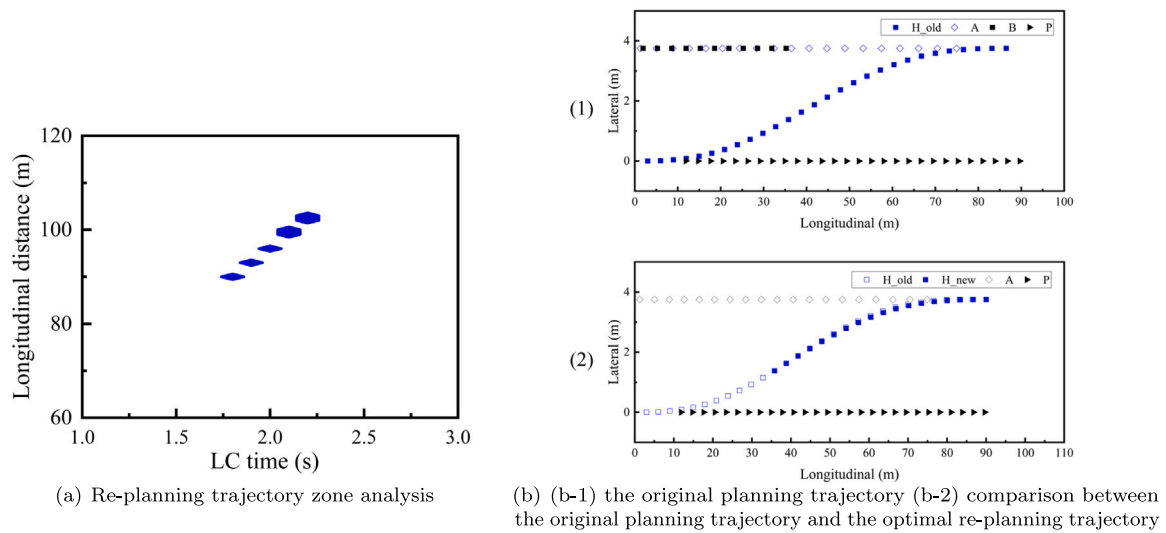 120
100
80
60
Longitudinal distance (m)
1.0 1.5 2.0 2.5 3.0
LC time (s)
(a) Re-planning trajectory zone analysis
(1)
H_old A B P
4
2
0
Lateral (m)
0 10 20 30 40 50 60 70 80 90 100
Longitudinal (m)
(2)
H_old H_new A P
4
2
0
Lateral (m)
0 10 20 30 40 50 60 70 80 90 100 110
Longitudinal (m)
(b) (b-1) the original planning trajectory (b-2) comparison between
the original planning trajectory and the optimal re-planning trajectory